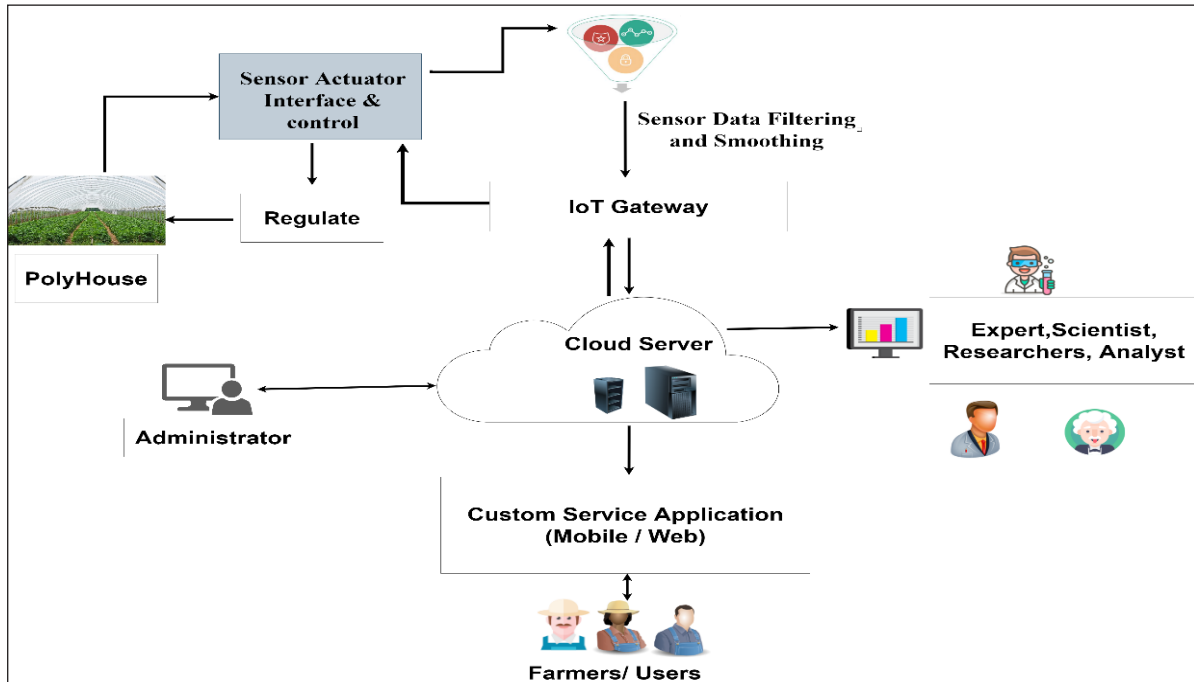 Sensor Actuator
Interface &
control
Sensor Data Filtering
and Smoothing
Regulate
IoT Gateway
PolyHouse
Cloud Server
Expert,Scientist,
Researchers, Analyst
Administrator
Custom Service Application
(Mobile / Web)
Farmers/ Users